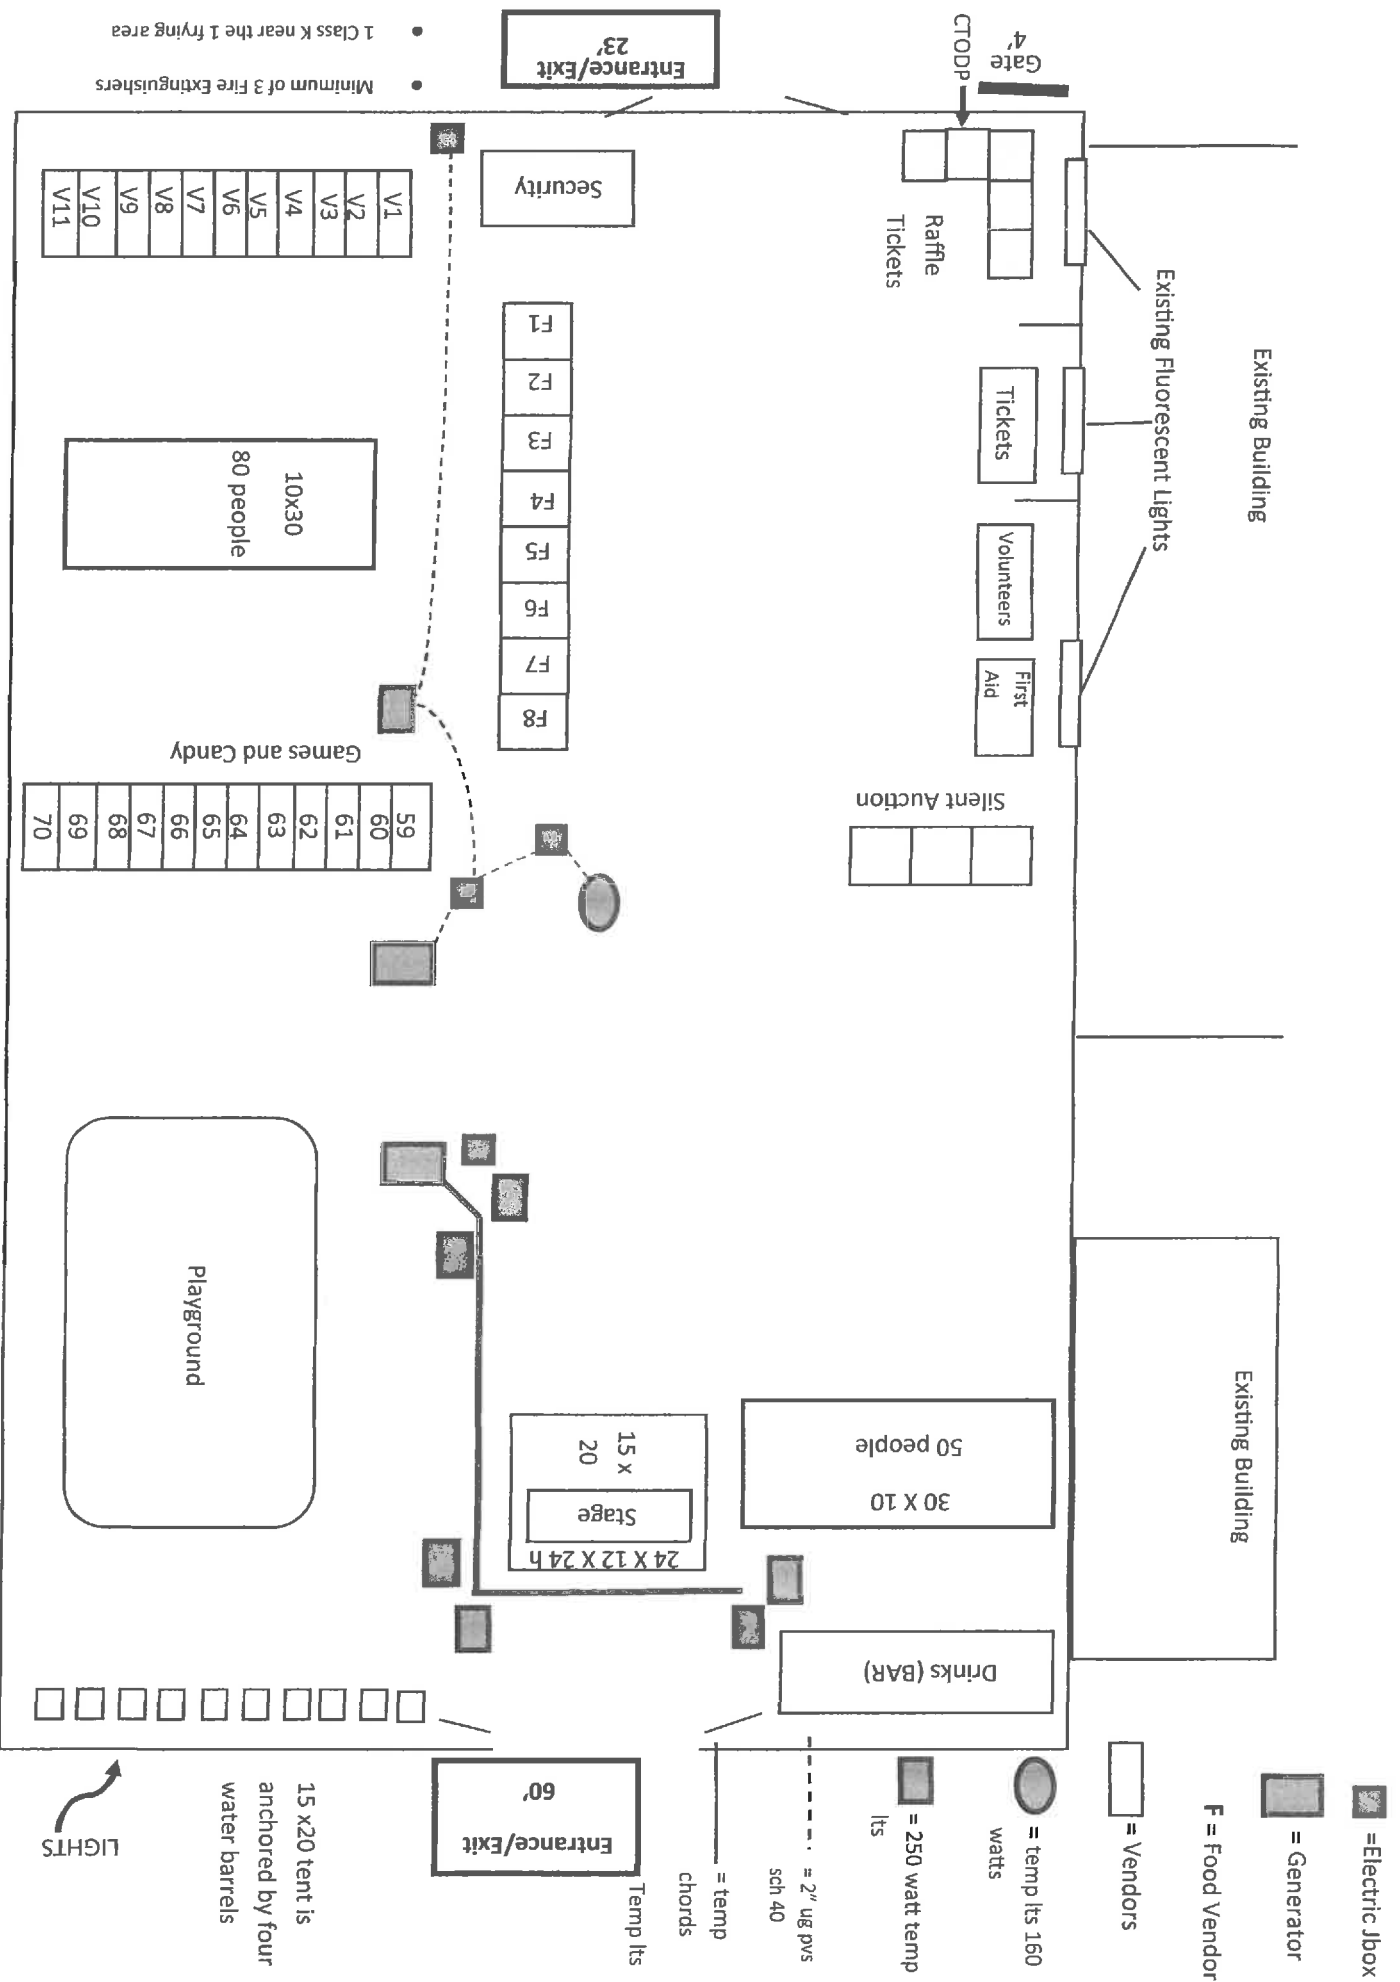 1 Class K near the 1 frying area
Minimum of 3 Fire Extinguishers
Entrance/Exit
23'
CTODP
Gate
4'
V1
V2
V3
V4
V5
V6
V7
V8
V9
V10
V11
Security
Raffle
Tickets
Existing Fluorescent Lights
Existing Building
F1
F2
F3
F4
F5
F6
F7
F8
Tickets
Volunteers
First
Aid
10x30
80 people
Games and Candy
59
60
61
62
63
64
65
66
67
68
69
70
Silent Auction
Playground
15 x
20
Stage
24 X 12 X 24 h
50 people
30 X 10
Existing Building
Drinks (BAR)
LIGHTS
15 x20 tent is
anchored by four
water barrels
Entrance/Exit
60'
Temp lts
= temp
chords
= 2" ug pvs
sch 40
= 250 watt temp
lts
= temp lts 160
watts
= Vendors
F = Food Vendor
= Generator
=Electric Jbox